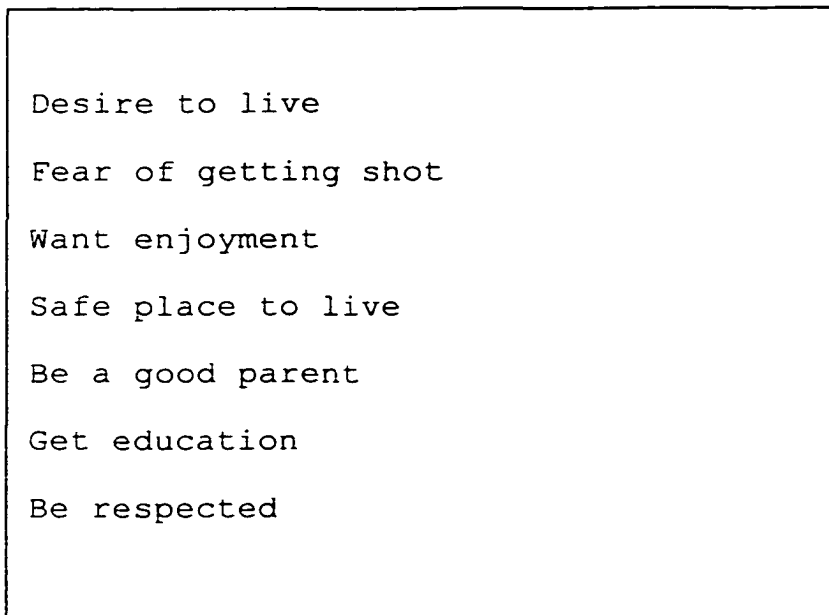 Desire to live
Fear of getting shot
Want enjoyment
Safe place to live
Be a good parent
Get education
Be respected